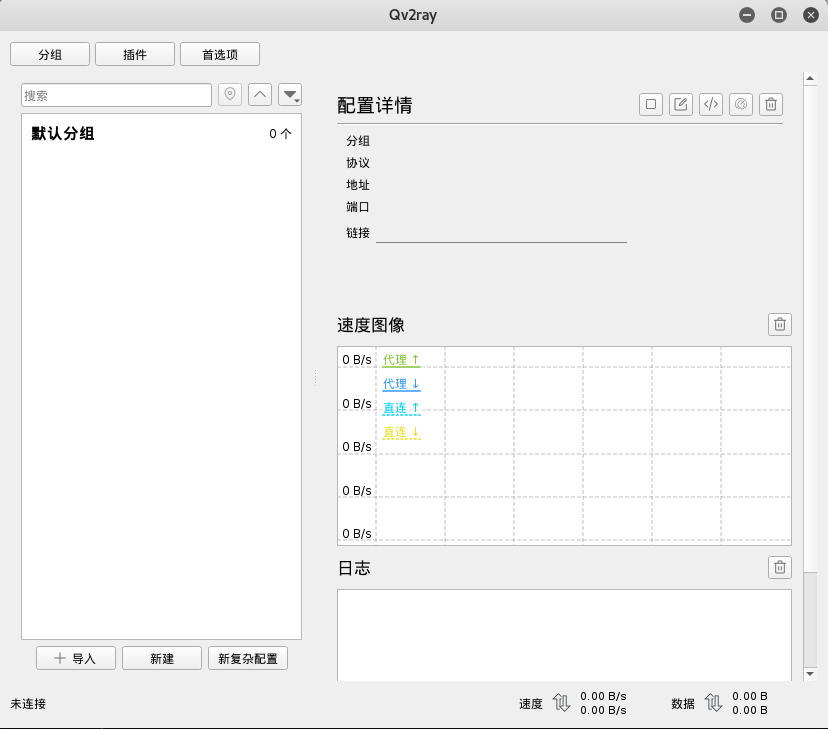 Qv2ray
分组 插件 首选项
搜索
默认分组 0 个
导入 新建 新复杂配置
配置详情
分组
协议
地址
端口
链接
速度图像
0 B/s 代理 ↑
代理 ↓
0 B/s 直连 ↑
直连 ↓
0 B/s
0 B/s
0 B/s
日志
未连接 速度 0.00 B/s 数据 0.00 B
0.00 B/s 0.00 B